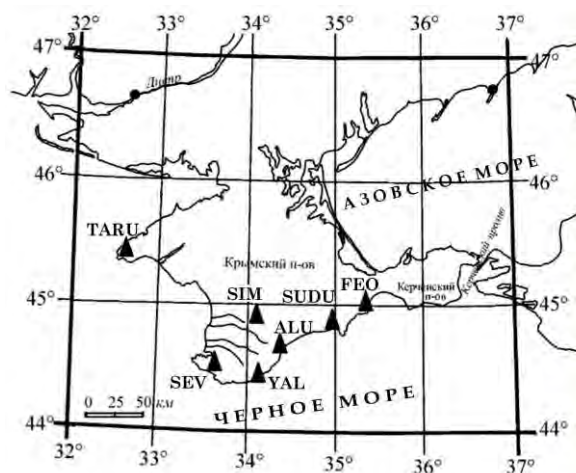 32° 33° 34° 35° 36° 37°
47° 47°
Днепр
46° 46°
АЗОВСКОЕ МОРЕ
TARU
Крымский п-ов
Керченский пролив
FEO
Керченский
п-ов
SIM SUDU
45° 45°
ALU
SEV YAL
ЧЕРНОЕ МОРЕ
0 25 50 км
44° 44°
32° 33° 34° 35° 36° 37°